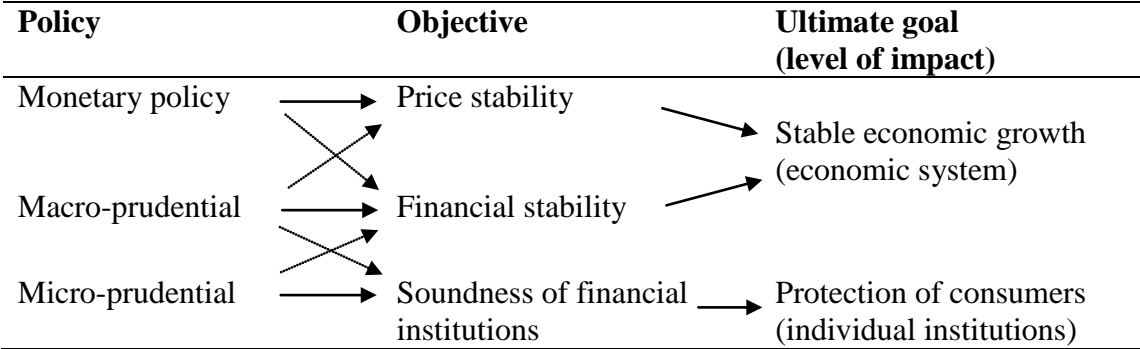 Policy Objective Ultimate goal
(level of impact)
Monetary policy Price stability
Stable economic growth
(economic system)
Macro-prudential Financial stability
Micro-prudential Soundness of financial Protection of consumers
institutions (individual institutions)